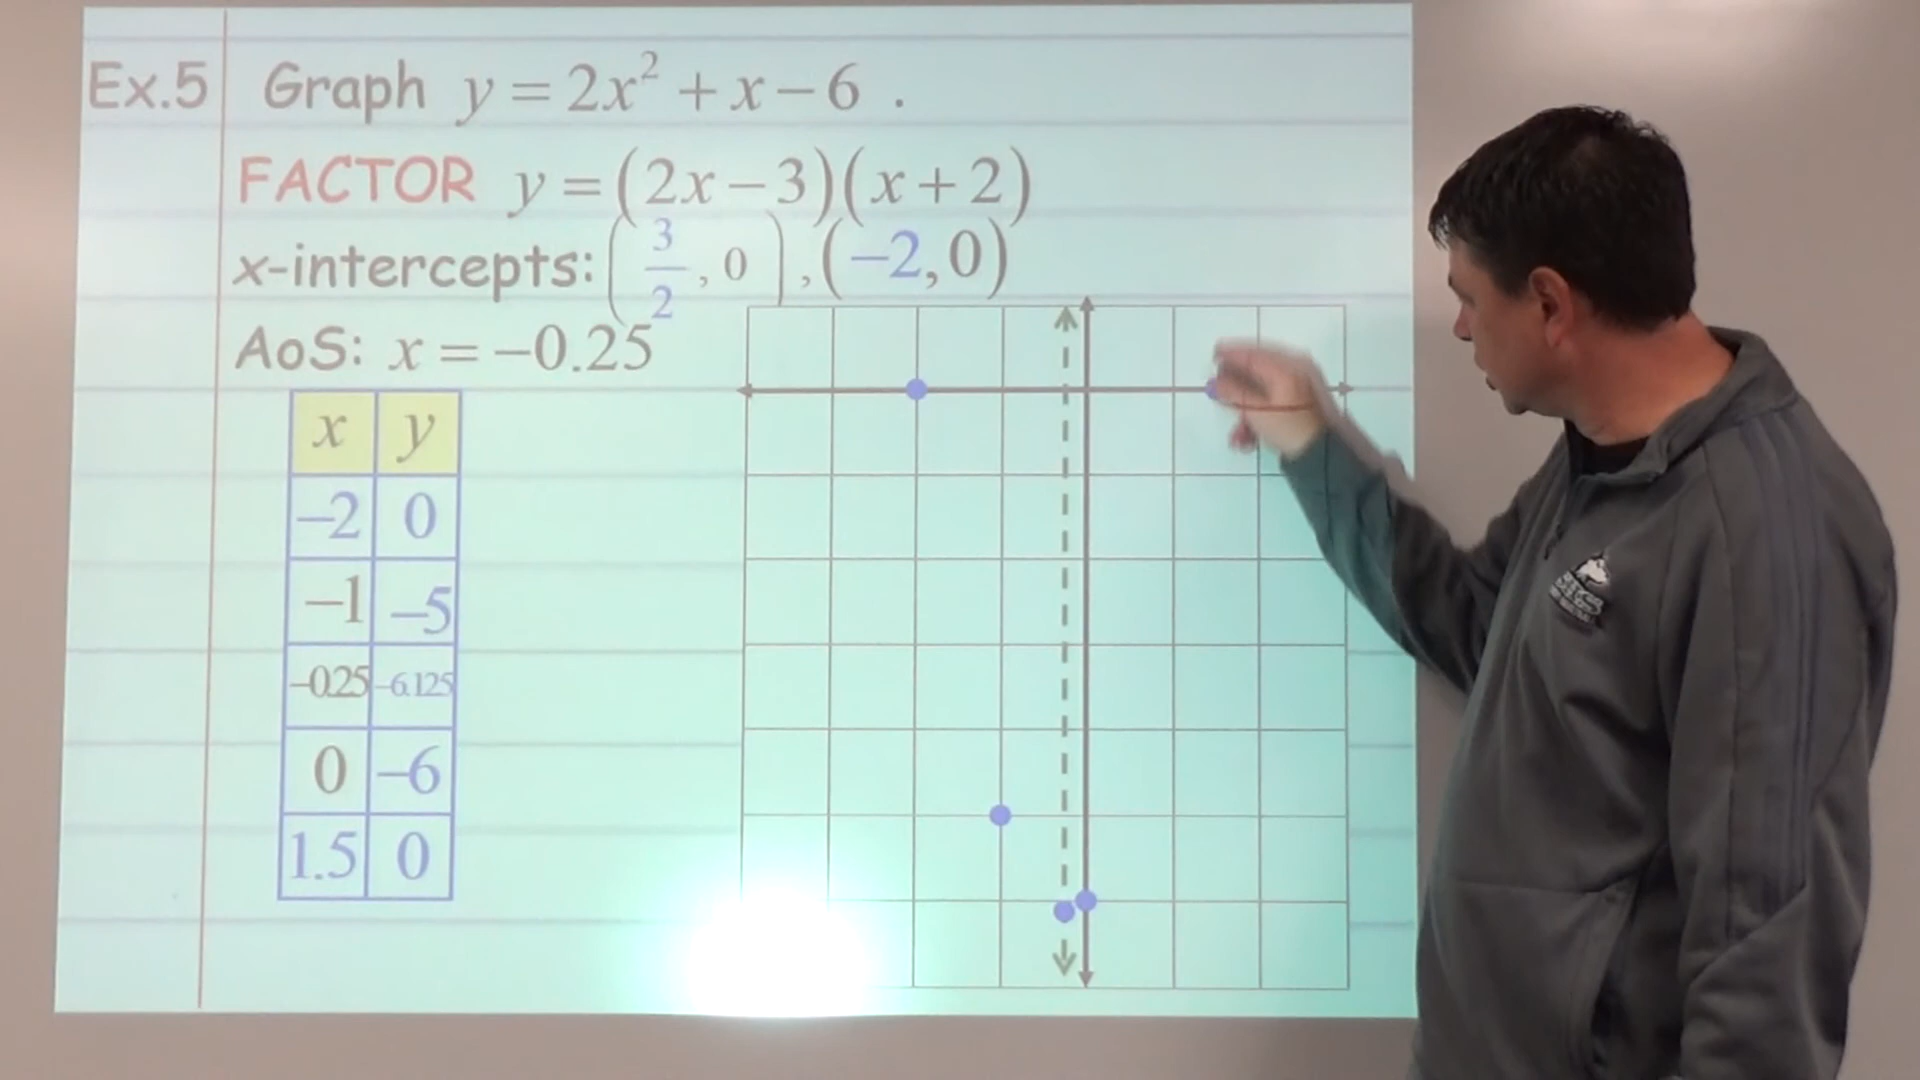 Ex.5 Graph y = 2x² + x − 6 .
FACTOR y = (2x − 3)(x + 2)
x-intercepts: (3/2, 0), (−2, 0)
AoS: x = −0.25
x y
−2 0
−1 −5
−0.25 −6.125
0 −6
1.5 0